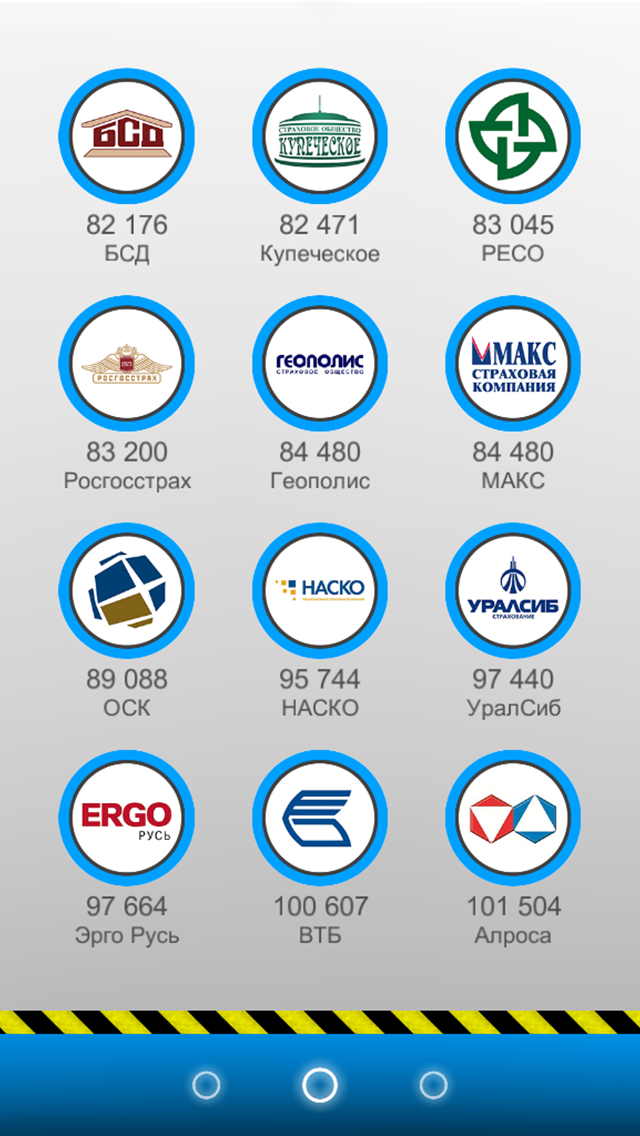 БСД
СТРАХОВОЕ ОБЩЕСТВО
КУПЕЧЕСКОЕ
82 176
82 471
83 045
БСД
Купеческое
РЕСО
РОСГОССТРАХ
ГЕОПОЛИС
СТРАХОВОЕ ОБЩЕСТВО
МАКС
СТРАХОВАЯ
КОМПАНИЯ
83 200
84 480
84 480
Росгосстрах
Геополис
МАКС
НАСКО
УРАЛСИБ
СТРАХОВАНИЕ
89 088
95 744
97 440
ОСК
НАСКО
УралСиб
ERGO
РУСЬ
97 664
100 607
101 504
Эрго Русь
ВТБ
Алроса